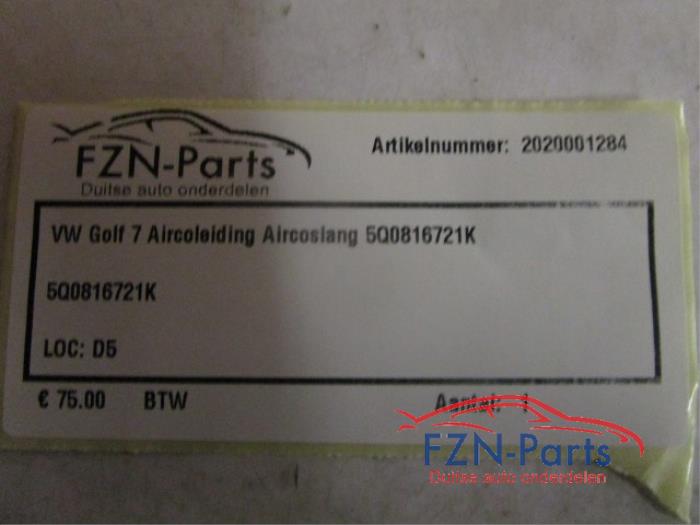 FZN-Parts
Duitse auto onderdelen
Artikelnummer: 2020001284
VW Golf 7 Aircoleiding Aircoslang 5Q0816721K
5Q0816721K
LOC: D5
€ 75.00 BTW Aantal: 1
FZN-Parts
Duitse auto onderdelen